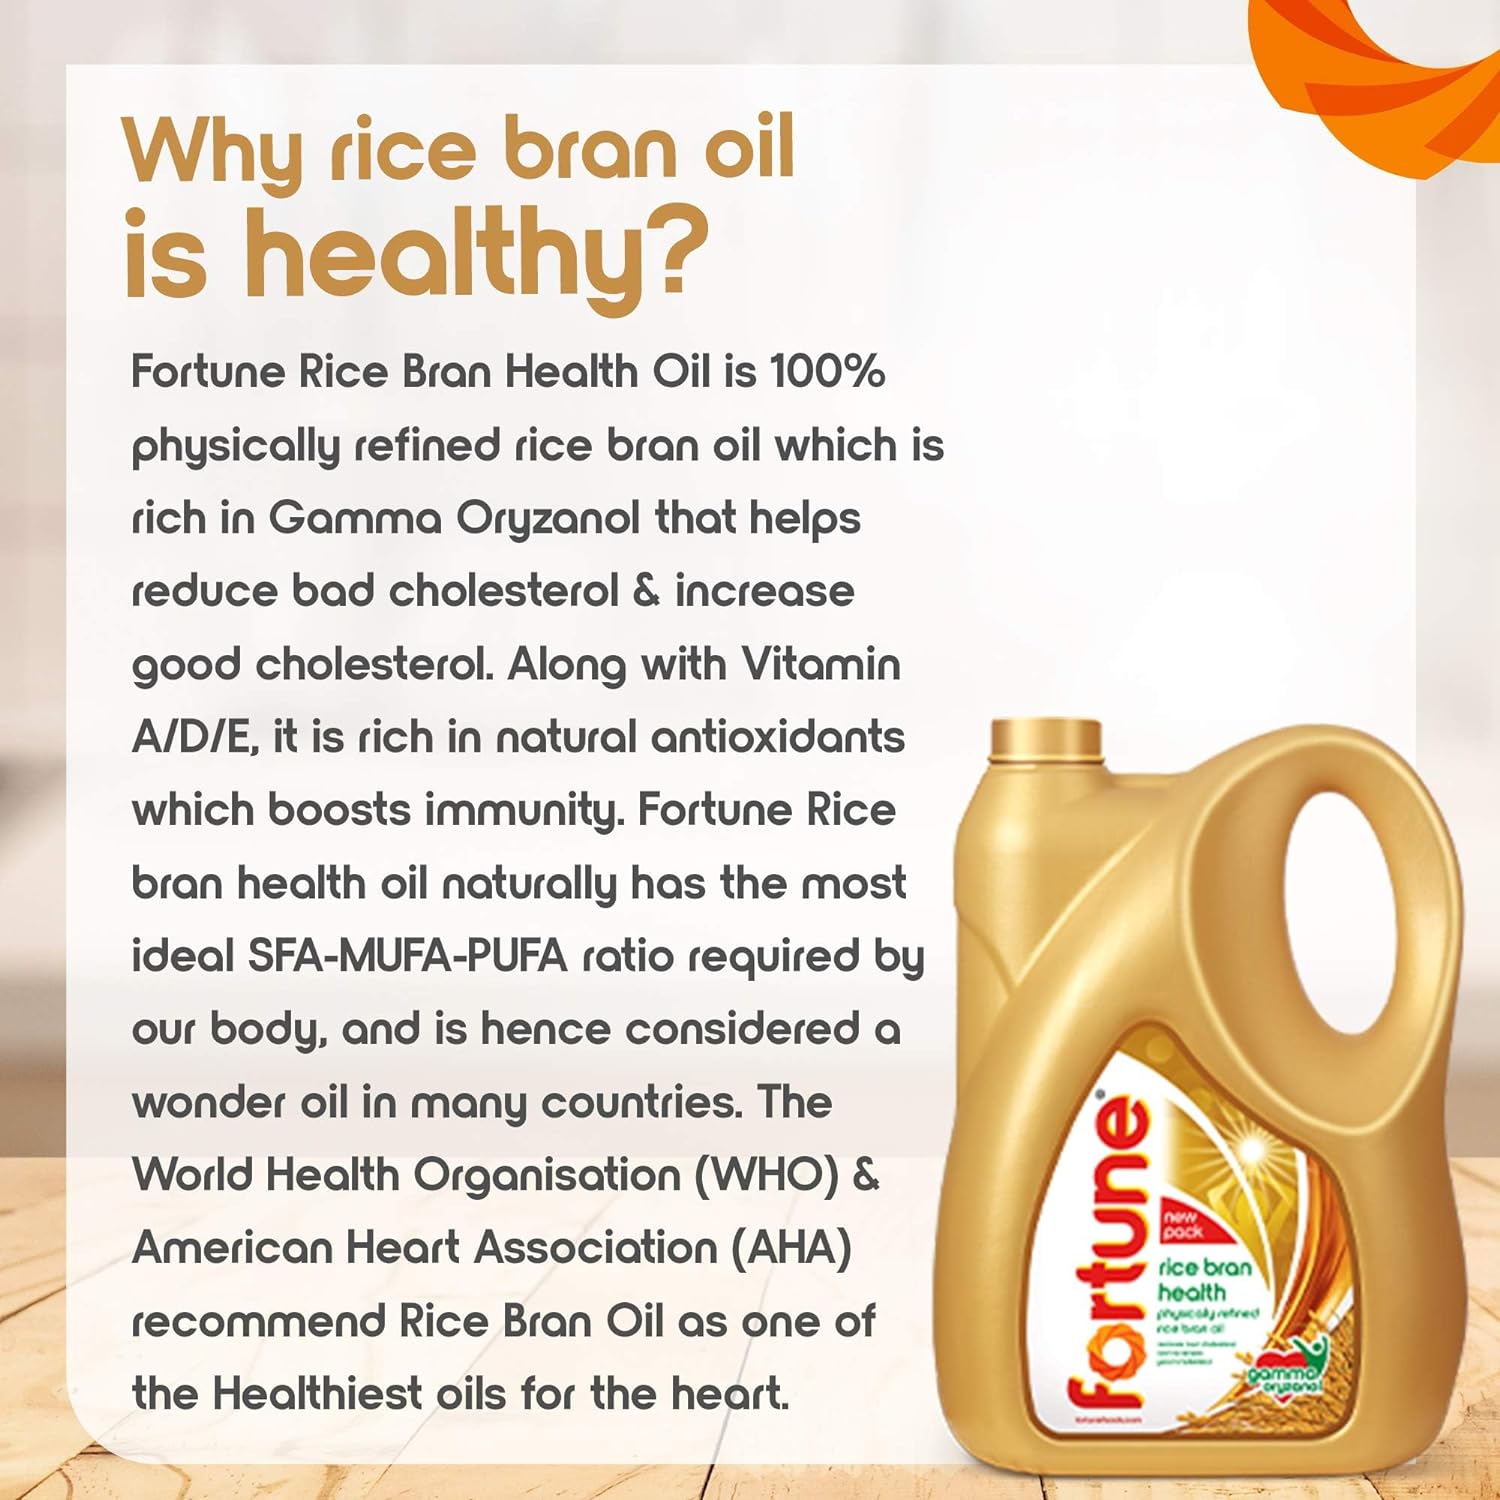 Why rice bran oil
is healthy?
Fortune Rice Bran Health Oil is 100%
physically refined rice bran oil which is
rich in Gamma Oryzanol that helps
reduce bad cholesterol & increase
good cholesterol. Along with Vitamin
A/D/E, it is rich in natural antioxidants
which boosts immunity. Fortune Rice
bran health oil naturally has the most
ideal SFA-MUFA-PUFA ratio required by
our body, and is hence considered a
wonder oil in many countries. The
World Health Organisation (WHO) &
American Heart Association (AHA)
recommend Rice Bran Oil as one of
the Healthiest oils for the heart.
fortune
new
pack
rice bran
health
physically refined
rice bran oil
gamma
oryzanol